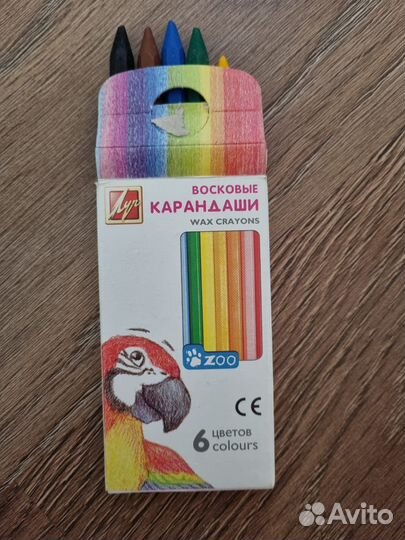 Луч
ВОСКОВЫЕ
КАРАНДАШИ
WAX CRAYONS
ZOO
CE
6 цветов
colours
Avito